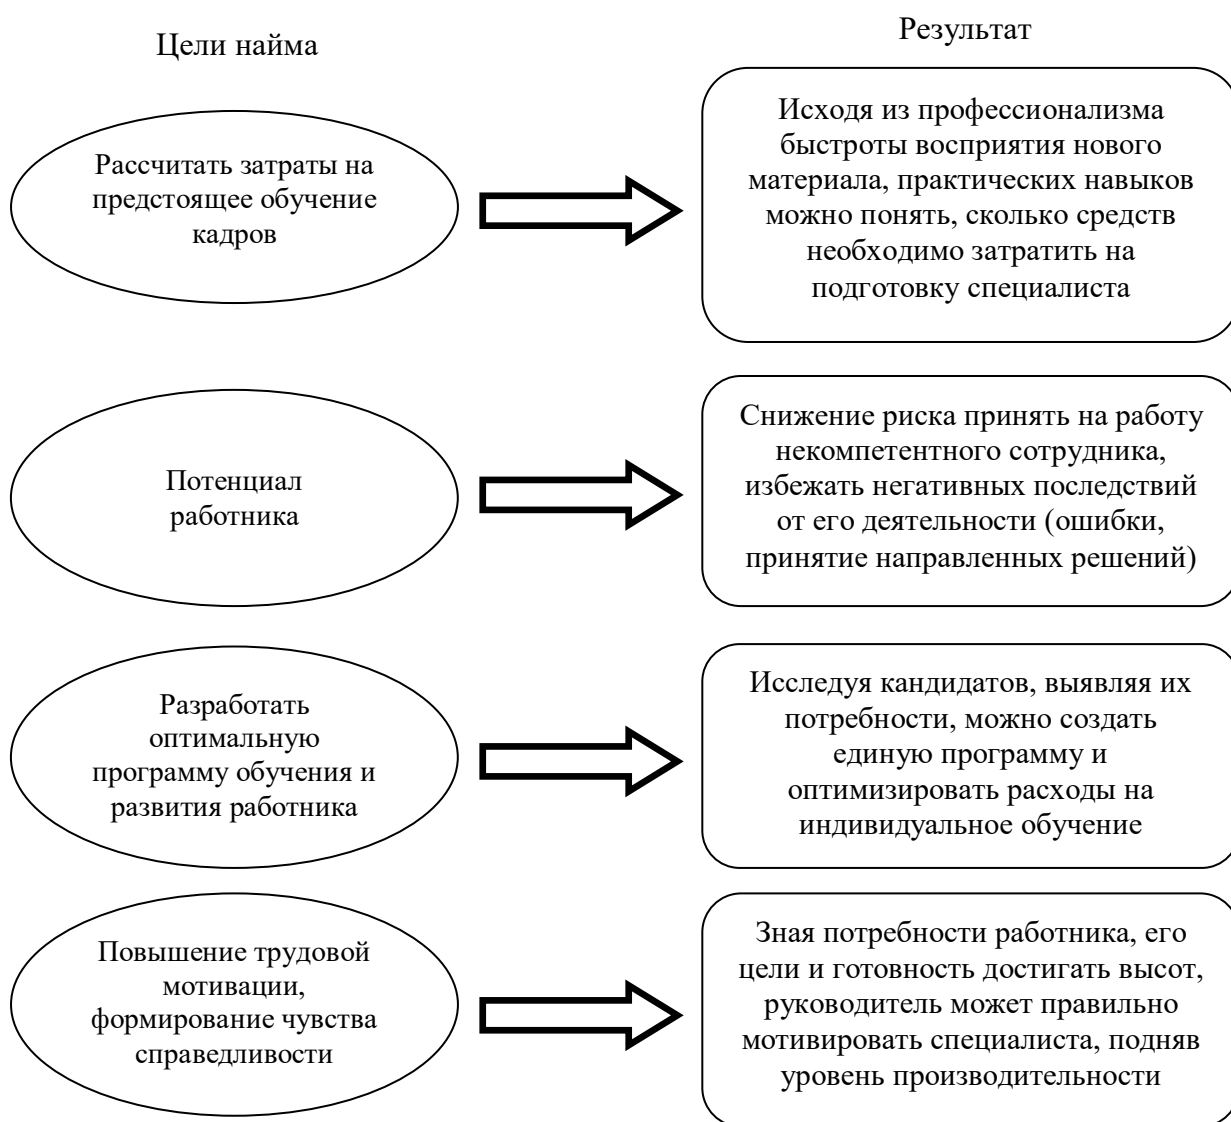 Цели найма
Результат
Рассчитать затраты на
предстоящее обучение
кадров
Исходя из профессионализма
быстроты восприятия нового
материала, практических навыков
можно понять, сколько средств
необходимо затратить на
подготовку специалиста
Потенциал
работника
Снижение риска принять на работу
некомпетентного сотрудника,
избежать негативных последствий
от его деятельности (ошибки,
принятие направленных решений)
Разработать
оптимальную
программу обучения и
развития работника
Исследуя кандидатов, выявляя их
потребности, можно создать
единую программу и
оптимизировать расходы на
индивидуальное обучение
Повышение трудовой
мотивации,
формирование чувства
справедливости
Зная потребности работника, его
цели и готовность достигать высот,
руководитель может правильно
мотивировать специалиста, подняв
уровень производительности